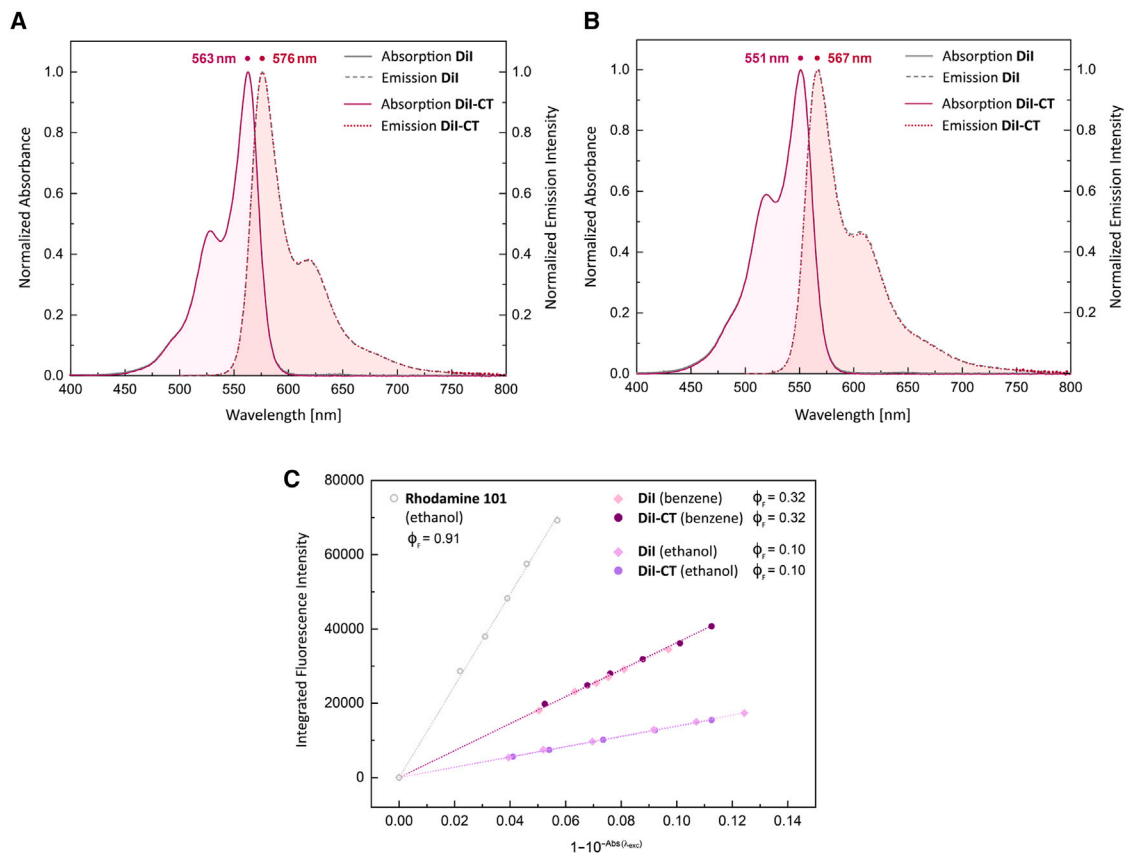 A
563 nm • • 576 nm
Absorption DiI
Emission DiI
Absorption DiI-CT
Emission DiI-CT
Normalized Absorbance
1.0
0.8
0.6
0.4
0.2
0.0
Normalized Emission Intensity
1.0
0.8
0.6
0.4
0.2
400 450 500 550 600 650 700 750 800
Wavelength [nm]
B
551 nm • • 567 nm
Absorption DiI
Emission DiI
Absorption DiI-CT
Emission DiI-CT
Normalized Absorbance
1.0
0.8
0.6
0.4
0.2
0.0
Normalized Emission Intensity
1.0
0.8
0.6
0.4
0.2
400 450 500 550 600 650 700 750 800
Wavelength [nm]
C
Integrated Fluorescence Intensity
80000
60000
40000
20000
0
Rhodamine 101
(ethanol)
ϕF = 0.91
DiI (benzene) ϕF = 0.32
DiI-CT (benzene) ϕF = 0.32
DiI (ethanol) ϕF = 0.10
DiI-CT (ethanol) ϕF = 0.10
0.00 0.02 0.04 0.06 0.08 0.10 0.12 0.14
1−10^-Abs(λexc)